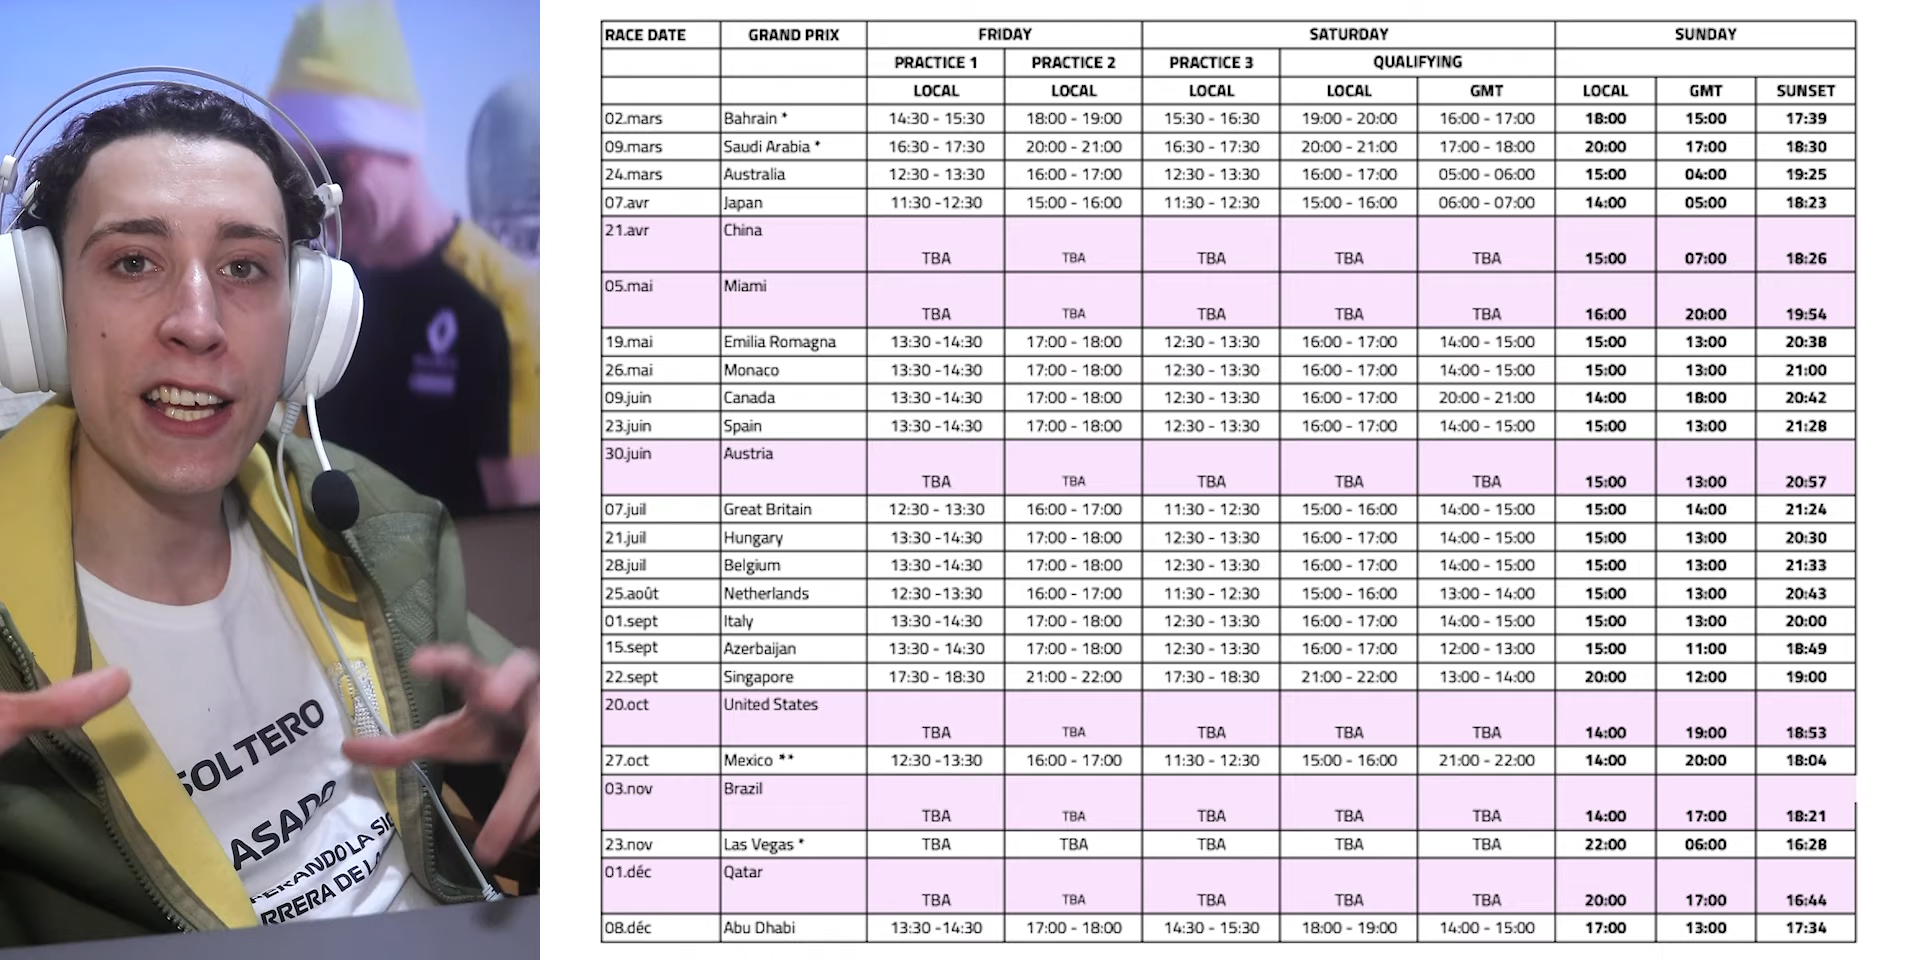 SOLTERO
ASADO
ERANDO LA SIG
RRERA DE LA
RACE DATE GRAND PRIX FRIDAY SATURDAY SUNDAY
PRACTICE 1 PRACTICE 2 PRACTICE 3 QUALIFYING
LOCAL LOCAL LOCAL LOCAL GMT LOCAL GMT SUNSET
02.mars Bahrain * 14:30 - 15:30 18:00 - 19:00 15:30 - 16:30 19:00 - 20:00 16:00 - 17:00 18:00 15:00 17:39
09.mars Saudi Arabia * 16:30 - 17:30 20:00 - 21:00 16:30 - 17:30 20:00 - 21:00 17:00 - 18:00 20:00 17:00 18:30
24.mars Australia 12:30 - 13:30 16:00 - 17:00 12:30 - 13:30 16:00 - 17:00 05:00 - 06:00 15:00 04:00 19:25
07.avr Japan 11:30 -12:30 15:00 - 16:00 11:30 - 12:30 15:00 - 16:00 06:00 - 07:00 14:00 05:00 18:23
21.avr China TBA TBA TBA TBA TBA 15:00 07:00 18:26
05.mai Miami TBA TBA TBA TBA TBA 16:00 20:00 19:54
19.mai Emilia Romagna 13:30 -14:30 17:00 - 18:00 12:30 - 13:30 16:00 - 17:00 14:00 - 15:00 15:00 13:00 20:38
26.mai Monaco 13:30 -14:30 17:00 - 18:00 12:30 - 13:30 16:00 - 17:00 14:00 - 15:00 15:00 13:00 21:00
09.juin Canada 13:30 -14:30 17:00 - 18:00 12:30 - 13:30 16:00 - 17:00 20:00 - 21:00 14:00 18:00 20:42
23.juin Spain 13:30 -14:30 17:00 - 18:00 12:30 - 13:30 16:00 - 17:00 14:00 - 15:00 15:00 13:00 21:28
30.juin Austria TBA TBA TBA TBA TBA 15:00 13:00 20:57
07.juil Great Britain 12:30 - 13:30 16:00 - 17:00 11:30 - 12:30 15:00 - 16:00 14:00 - 15:00 15:00 14:00 21:24
21.juil Hungary 13:30 -14:30 17:00 - 18:00 12:30 - 13:30 16:00 - 17:00 14:00 - 15:00 15:00 13:00 20:30
28.juil Belgium 13:30 -14:30 17:00 - 18:00 12:30 - 13:30 16:00 - 17:00 14:00 - 15:00 15:00 13:00 21:33
25.août Netherlands 12:30 -13:30 16:00 - 17:00 11:30 - 12:30 15:00 - 16:00 13:00 - 14:00 15:00 13:00 20:43
01.sept Italy 13:30 -14:30 17:00 - 18:00 12:30 - 13:30 16:00 - 17:00 14:00 - 15:00 15:00 13:00 20:00
15.sept Azerbaijan 13:30 - 14:30 17:00 - 18:00 12:30 - 13:30 16:00 - 17:00 12:00 - 13:00 15:00 11:00 18:49
22.sept Singapore 17:30 - 18:30 21:00 - 22:00 17:30 - 18:30 21:00 - 22:00 13:00 - 14:00 20:00 12:00 19:00
20.oct United States TBA TBA TBA TBA TBA 14:00 19:00 18:53
27.oct Mexico ** 12:30 -13:30 16:00 - 17:00 11:30 - 12:30 15:00 - 16:00 21:00 - 22:00 14:00 20:00 18:04
03.nov Brazil TBA TBA TBA TBA TBA 14:00 17:00 18:21
23.nov Las Vegas * TBA TBA TBA TBA TBA 22:00 06:00 16:28
01.déc Qatar TBA TBA TBA TBA TBA 20:00 17:00 16:44
08.déc Abu Dhabi 13:30 -14:30 17:00 - 18:00 14:30 - 15:30 18:00 - 19:00 14:00 - 15:00 17:00 13:00 17:34